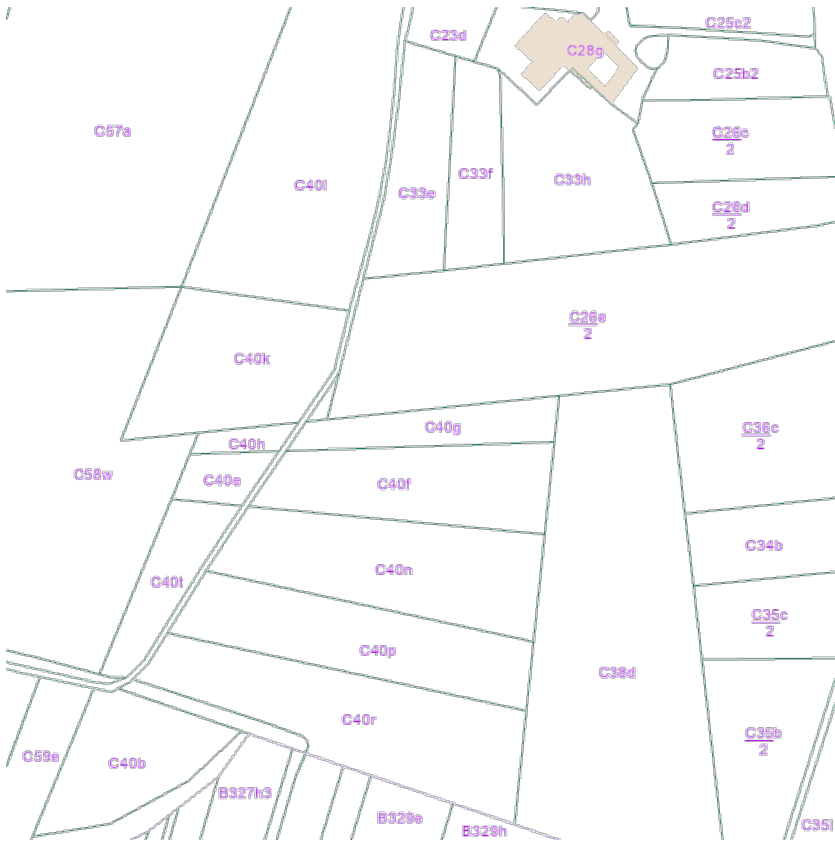 C25c2
C23d
C28g
C25b2
C57a
C26c
2
C40l
C33e
C33f
C33h
C26d
2
C26e
2
C40k
C40g
C36c
2
C40h
C58w
C40e
C40f
C34b
C40n
C40t
C35c
2
C40p
C38d
C40r
C35b
2
C59e
C40b
B327h3
B329e
B329h
C35l